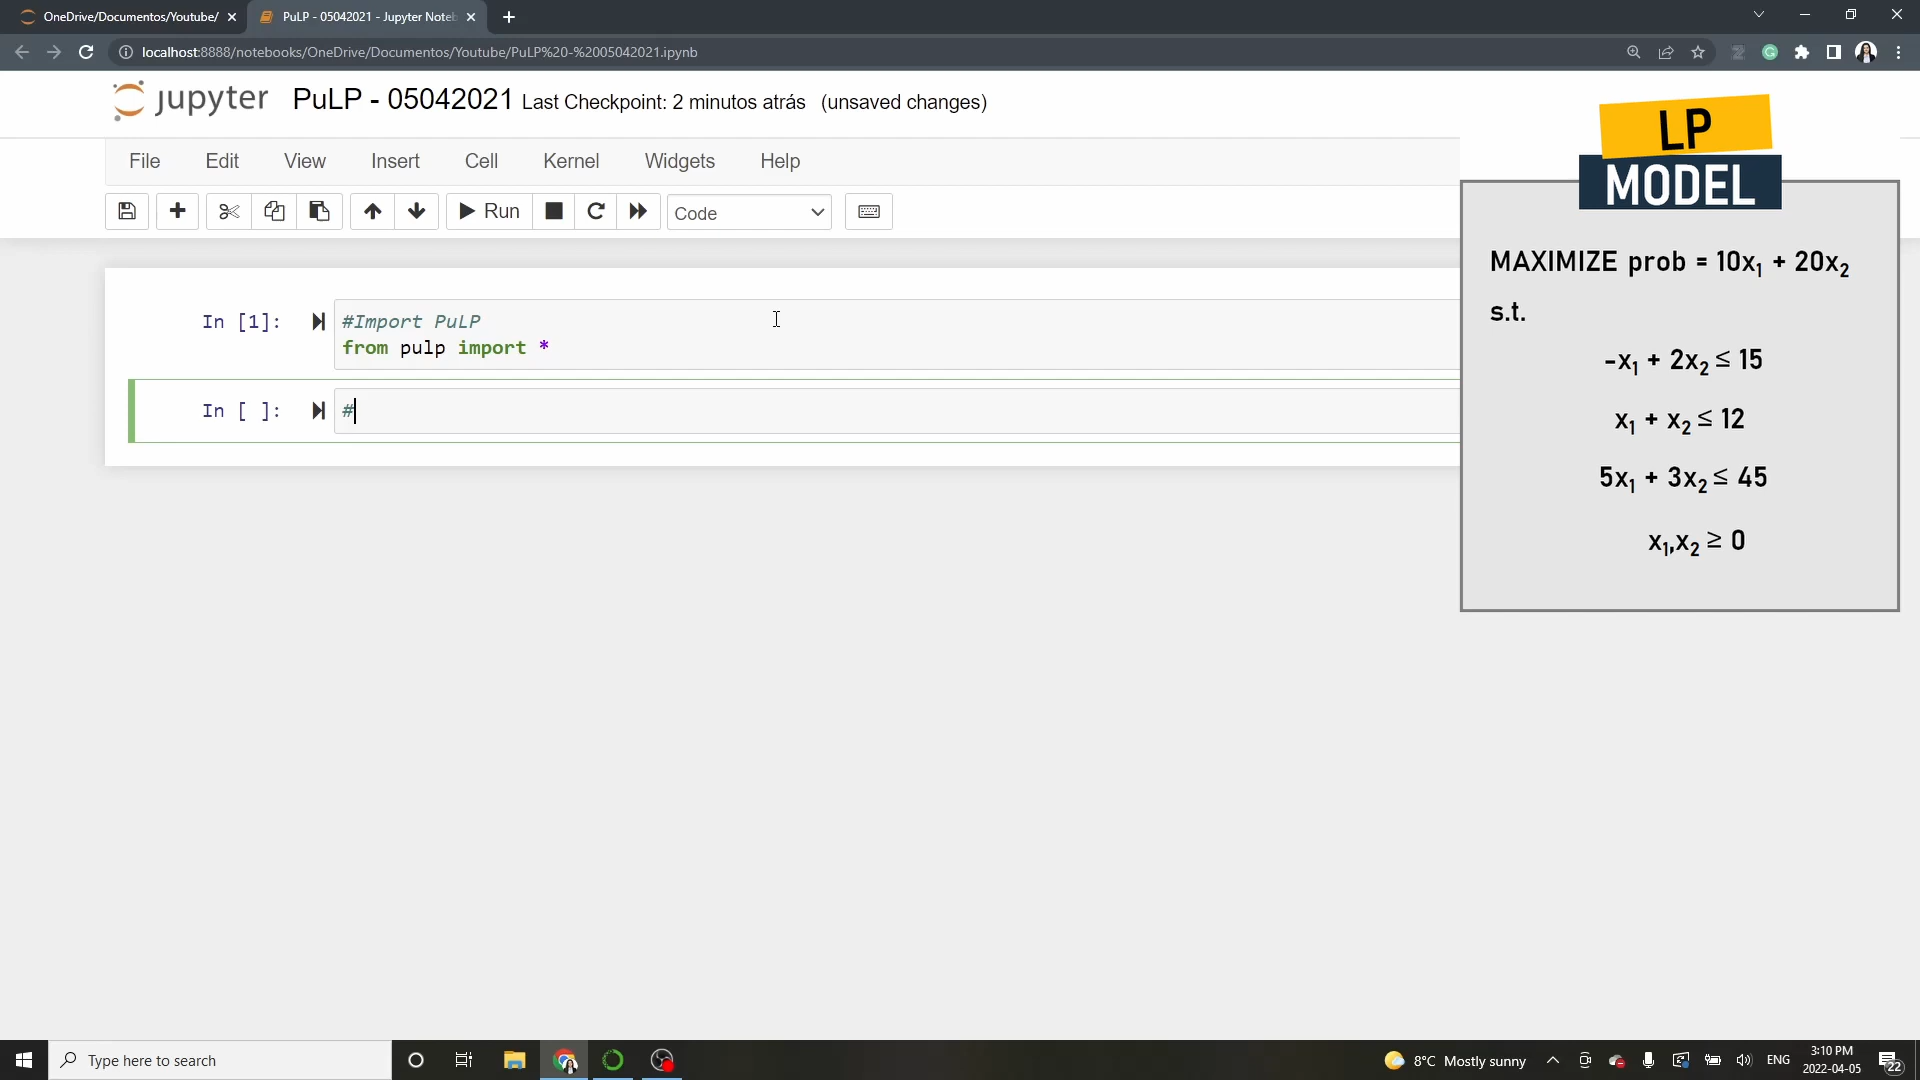 OneDrive/Documentos/Youtube/
PuLP - 05042021 - Jupyter Noteb
localhost:8888/notebooks/OneDrive/Documentos/Youtube/PuLP%20-%2005042021.ipynb
jupyter PuLP - 05042021 Last Checkpoint: 2 minutos atrás (unsaved changes)
File Edit View Insert Cell Kernel Widgets Help
Run Code
LP
MODEL
MAXIMIZE prob = 10x₁ + 20x₂
s.t.
-x₁ + 2x₂ ≤ 15
x₁ + x₂ ≤ 12
5x₁ + 3x₂ ≤ 45
x₁,x₂ ≥ 0
In [1]: #Import PuLP
from pulp import *
In [ ]: #
Type here to search
8°C Mostly sunny
ENG
3:10 PM
2022-04-05
22